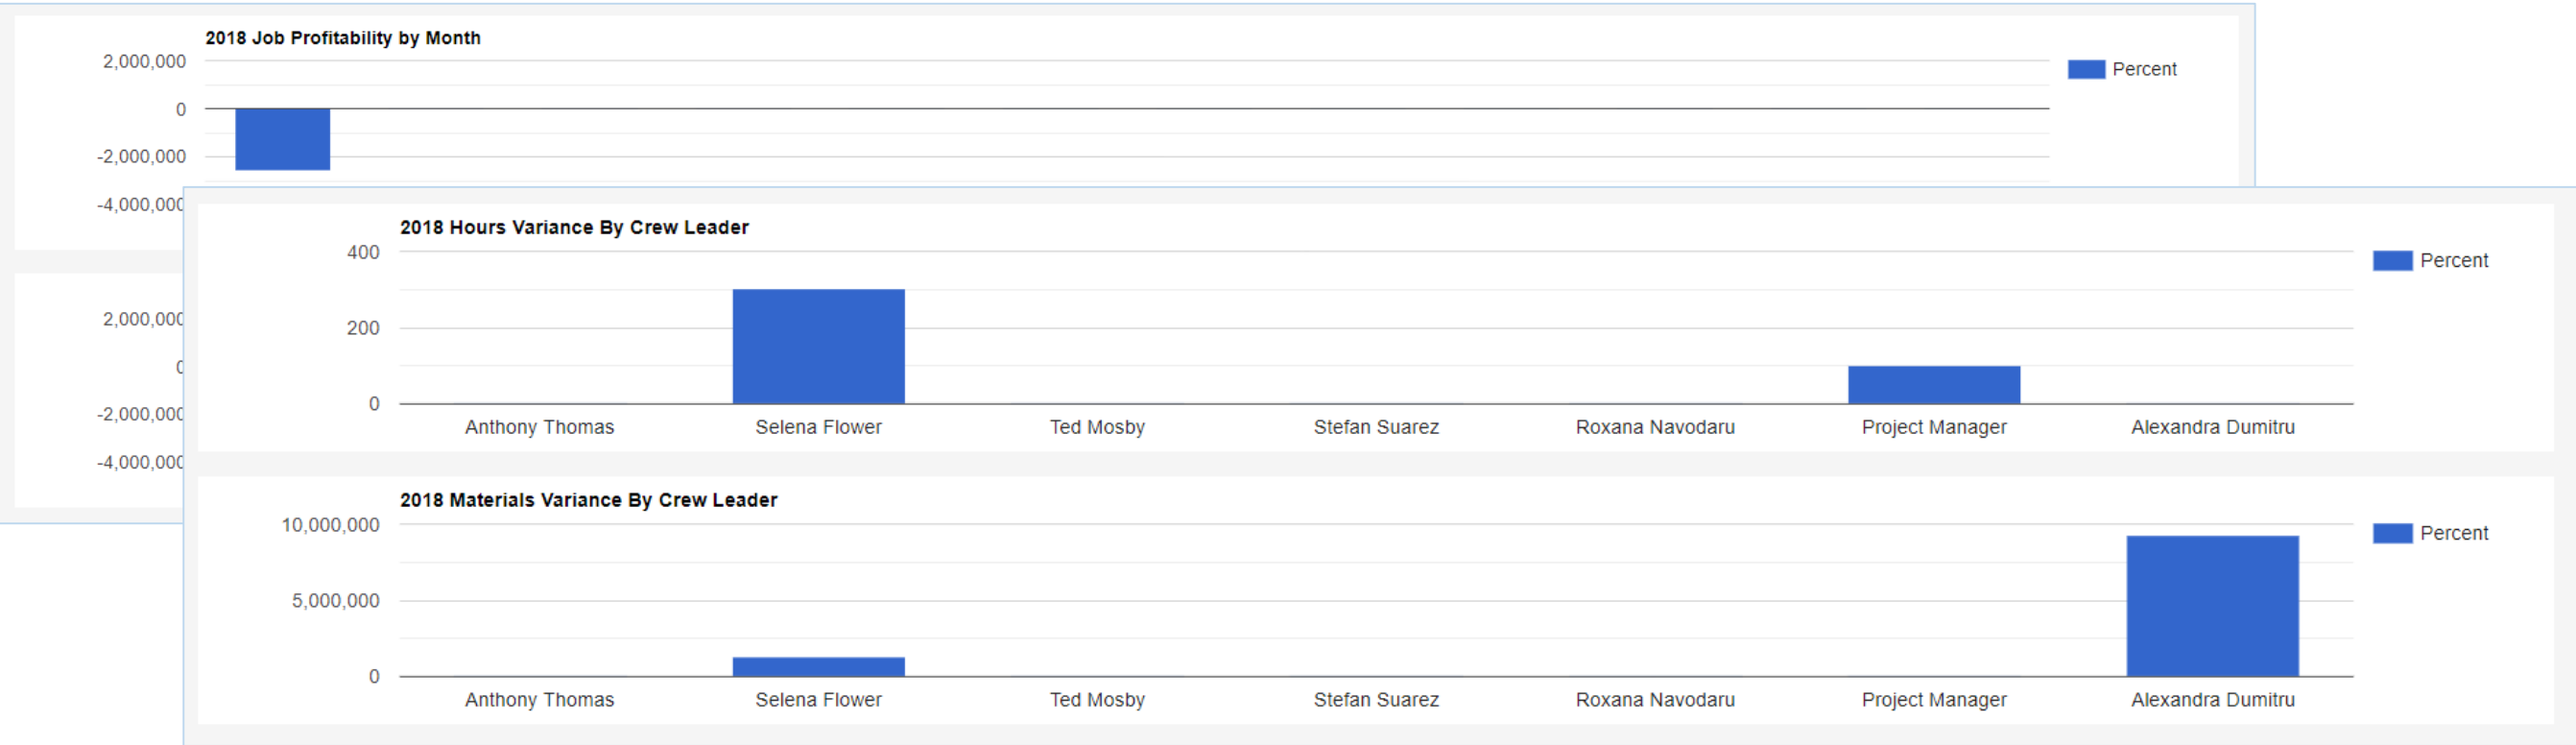 2018 Job Profitability by Month
2,000,000
Percent
0
-2,000,000
-4,000,000
2,000,000
0
-2,000,000
-4,000,000
2018 Hours Variance By Crew Leader
400
Percent
200
0
Anthony Thomas Selena Flower Ted Mosby Stefan Suarez Roxana Navodaru Project Manager Alexandra Dumitru
2018 Materials Variance By Crew Leader
10,000,000
Percent
5,000,000
0
Anthony Thomas Selena Flower Ted Mosby Stefan Suarez Roxana Navodaru Project Manager Alexandra Dumitru